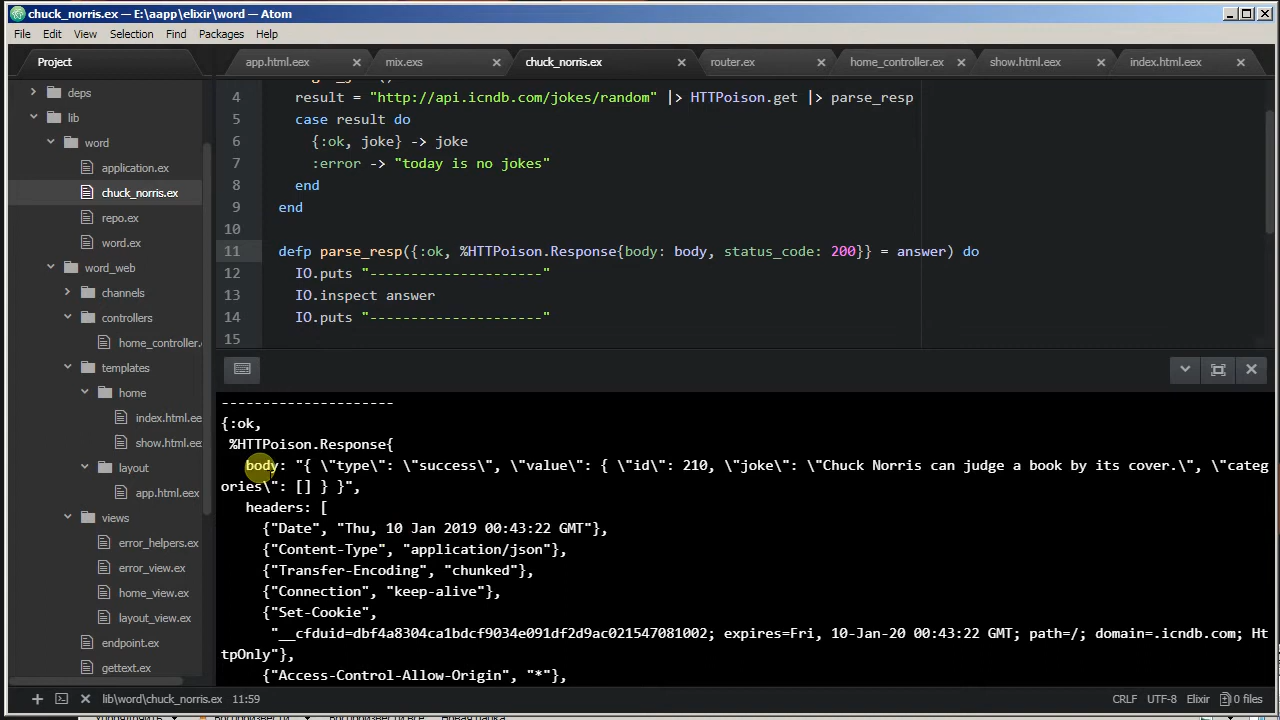 chuck_norris.ex — E:\aapp\elixir\word — Atom
File Edit View Selection Find Packages Help
Project
app.html.eex mix.exs chuck_norris.ex router.ex home_controller.ex show.html.eex index.html.eex
deps
lib
word
application.ex
chuck_norris.ex
repo.ex
word.ex
word_web
channels
controllers
home_controller.
templates
home
index.html.ee
show.html.ee
layout
app.html.eex
views
error_helpers.ex
error_view.ex
home_view.ex
layout_view.ex
endpoint.ex
gettext.ex
4 result = "http://api.icndb.com/jokes/random" |> HTTPoison.get |> parse_resp
5 case result do
6 {:ok, joke} -> joke
7 :error -> "today is no jokes"
8 end
9 end
10
11 defp parse_resp({:ok, %HTTPoison.Response{body: body, status_code: 200}} = answer) do
12 IO.puts "---------------------"
13 IO.inspect answer
14 IO.puts "---------------------"
15
---------------------
{:ok,
%HTTPoison.Response{
body: "{ \"type\": \"success\", \"value\": { \"id\": 210, \"joke\": \"Chuck Norris can judge a book by its cover.\", \"categ
ories\": [] } }",
headers: [
{"Date", "Thu, 10 Jan 2019 00:43:22 GMT"},
{"Content-Type", "application/json"},
{"Transfer-Encoding", "chunked"},
{"Connection", "keep-alive"},
{"Set-Cookie",
"__cfduid=dbf4a8304ca1bdcf9034e091df2d9ac021547081002; expires=Fri, 10-Jan-20 00:43:22 GMT; path=/; domain=.icndb.com; Ht
tpOnly"},
{"Access-Control-Allow-Origin", "*"},
lib\word\chuck_norris.ex 11:59 CRLF UTF-8 Elixir 0 files